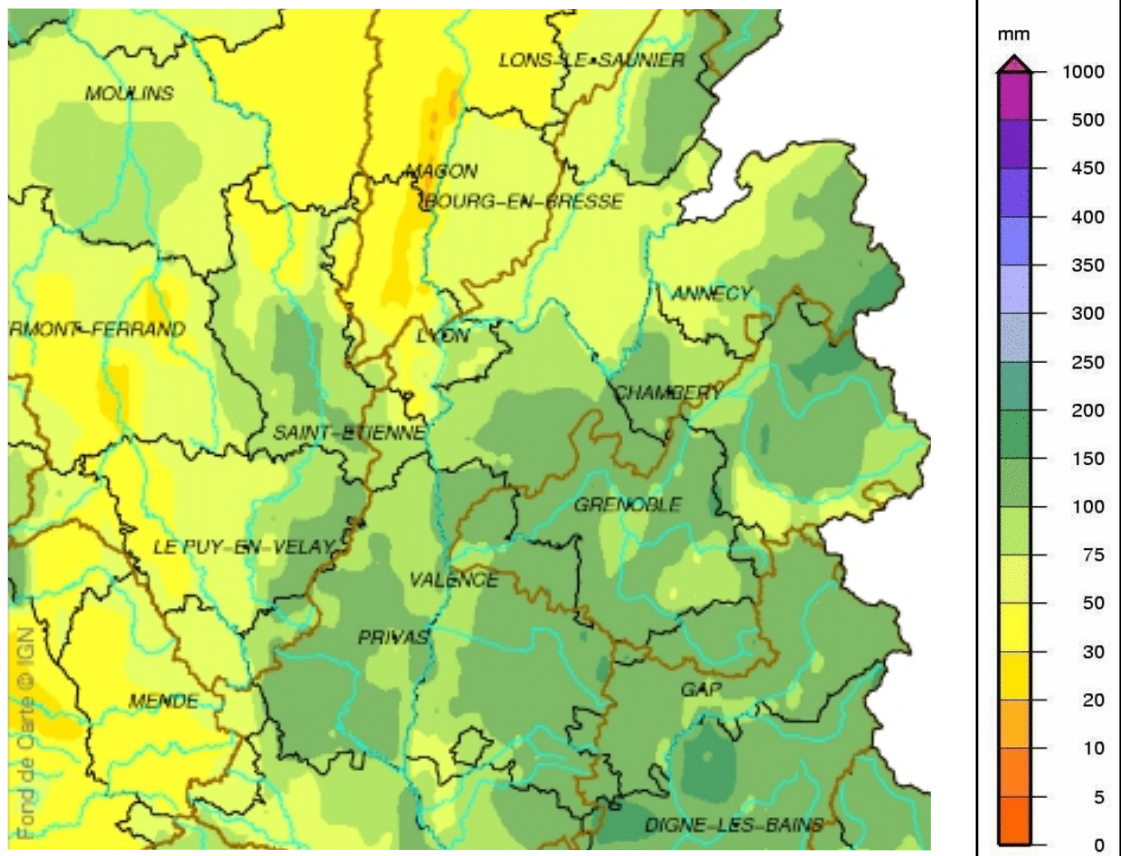 mm
1000
500
450
400
350
300
250
200
150
100
75
50
30
20
10
5
0
LONS-LE-SAUNIER
MOULINS
MAGON
BOURG-EN-BRESSE
ANNECY
RMONT-FERRAND
LYON
CHAMBERY
SAINT-ETIENNE
GRENOBLE
LE PUY-EN-VELAY
VALENCE
PRIVAS
GAP
MENDE
DIGNE-LES-BAINS
Fond de Carte © IGN